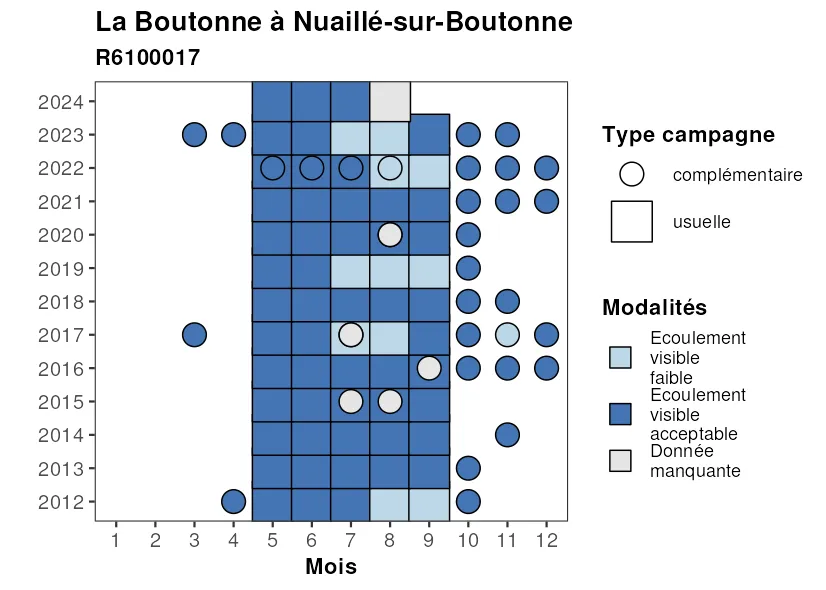 La Boutonne à Nuaillé-sur-Boutonne
R6100017
2024
2023
2022
2021
2020
2019
2018
2017
2016
2015
2014
2013
2012
1 2 3 4 5 6 7 8 9 10 11 12
Mois
Type campagne
complémentaire
usuelle
Modalités
Ecoulement
visible
faible
Ecoulement
visible
acceptable
Donnée
manquante